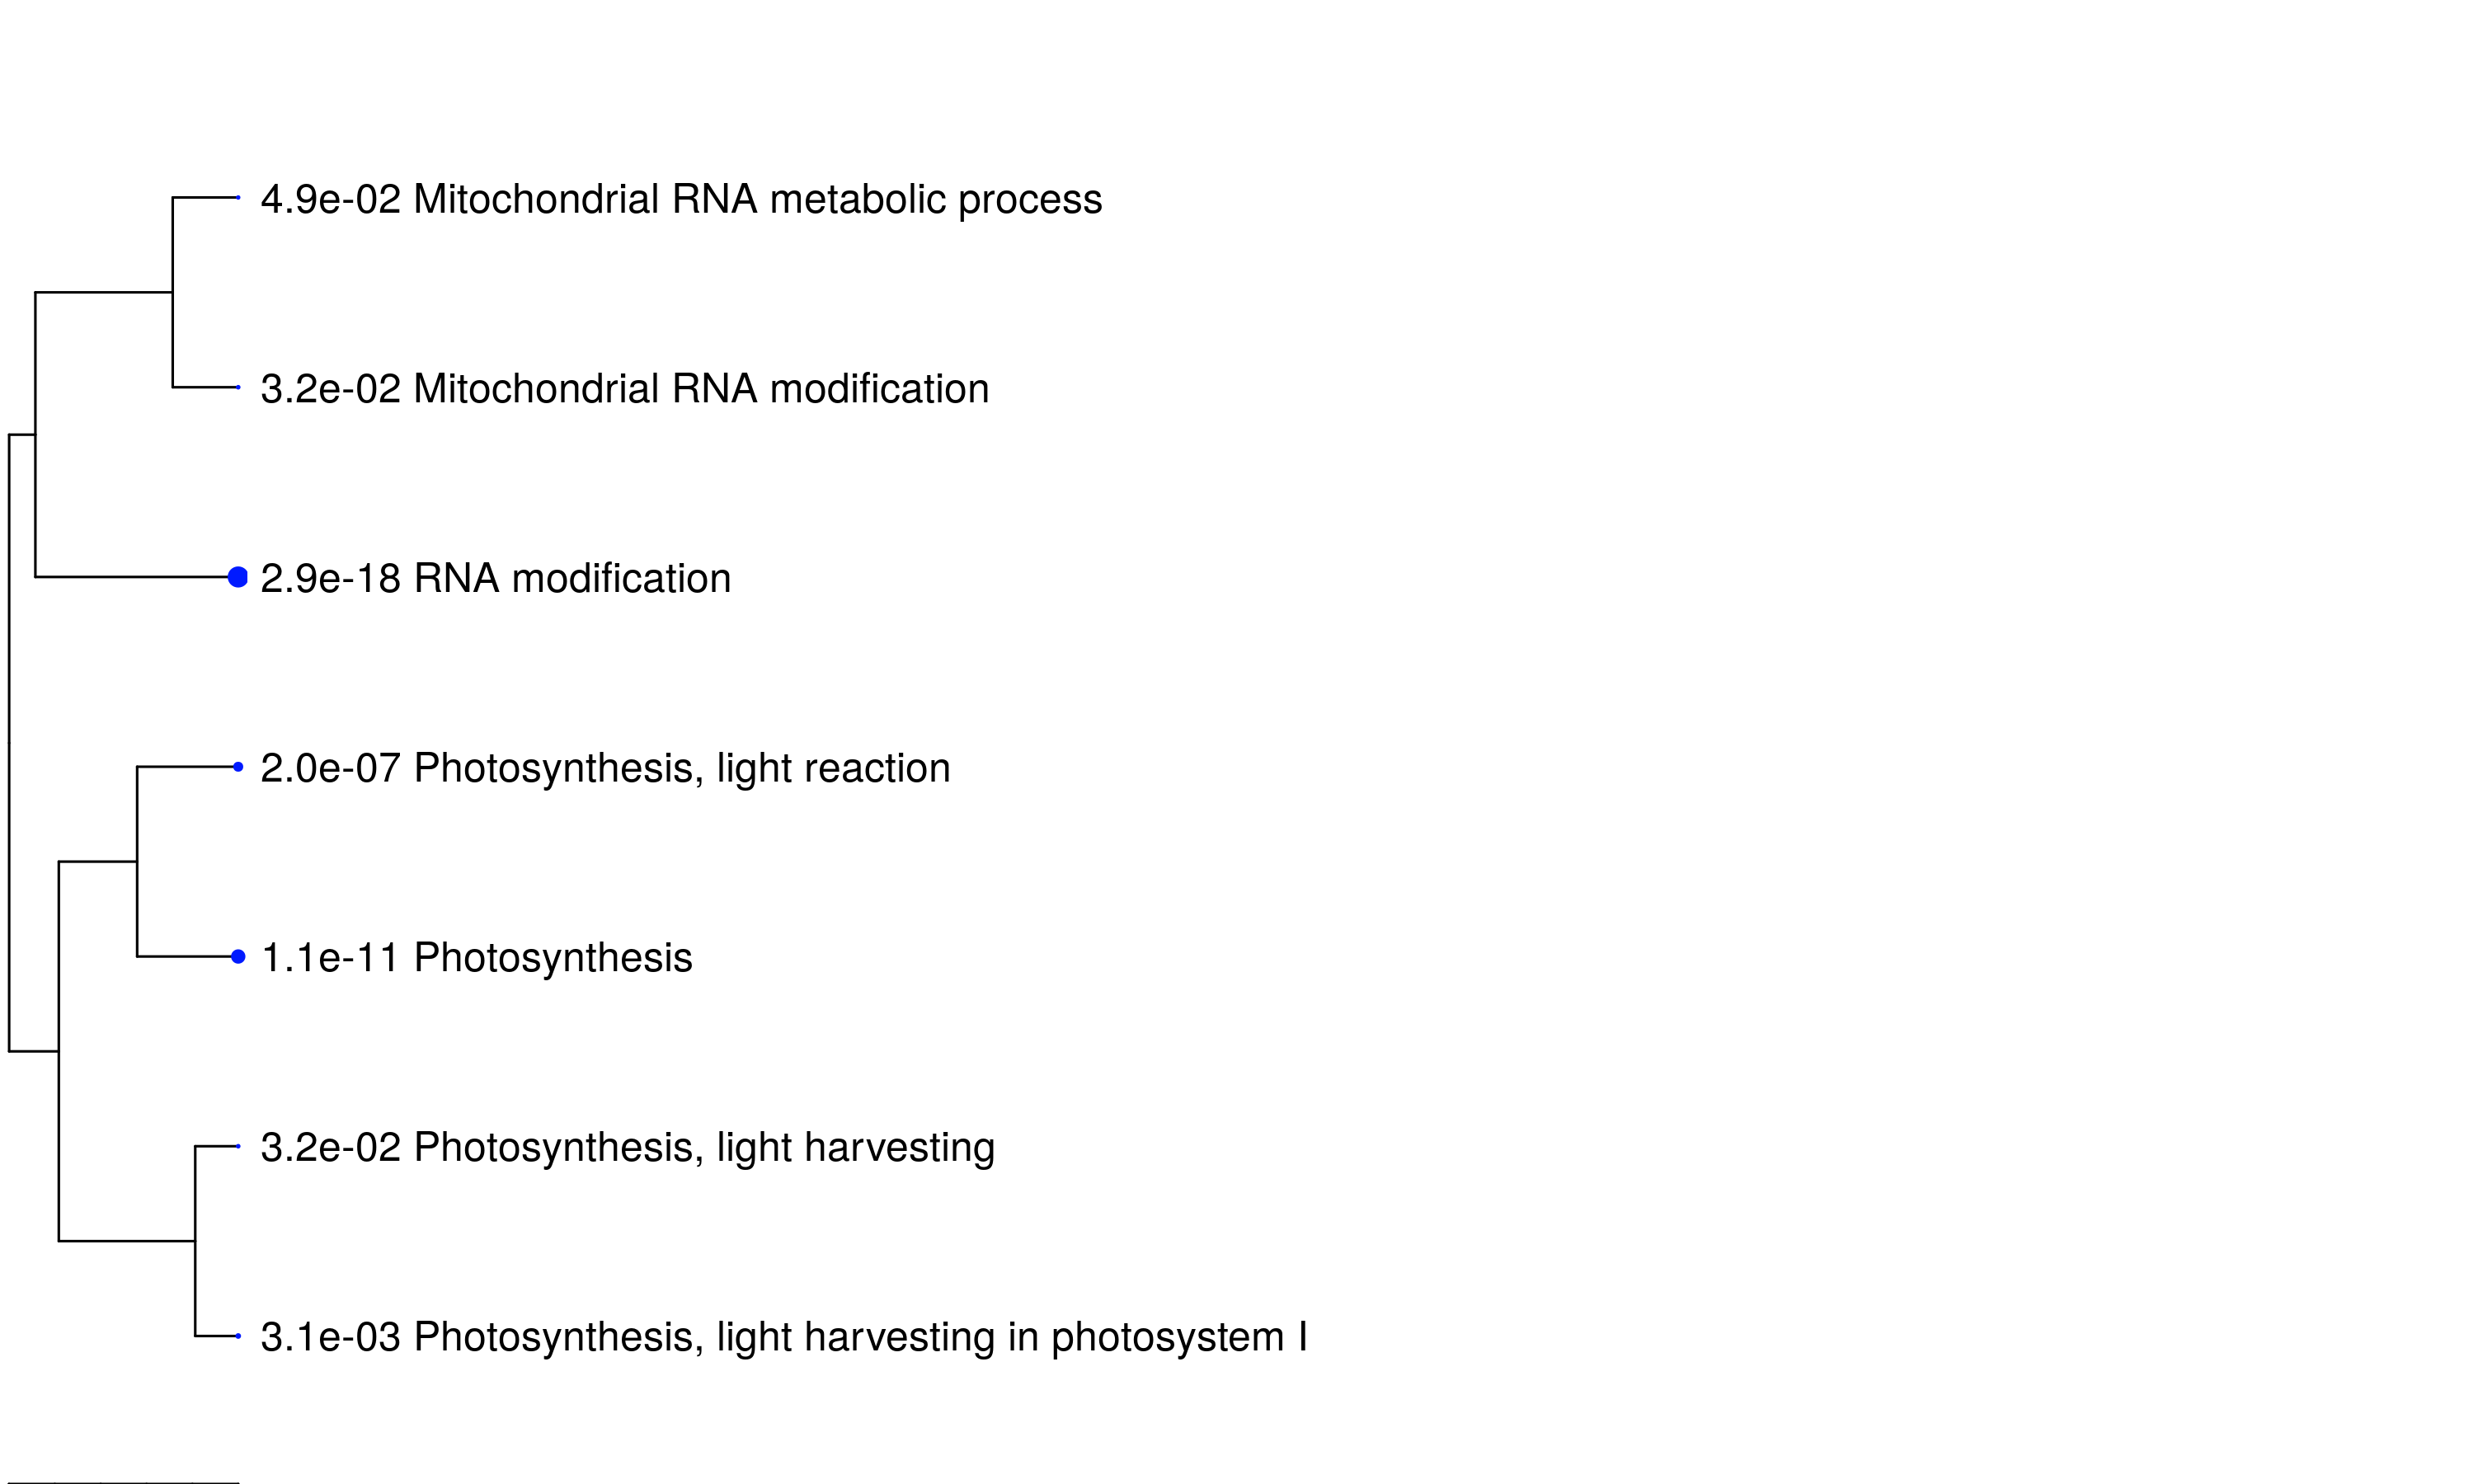 4.9e-02 Mitochondrial RNA metabolic process
3.2e-02 Mitochondrial RNA modification
2.9e-18 RNA modification
2.0e-07 Photosynthesis, light reaction
1.1e-11 Photosynthesis
3.2e-02 Photosynthesis, light harvesting
3.1e-03 Photosynthesis, light harvesting in photosystem I